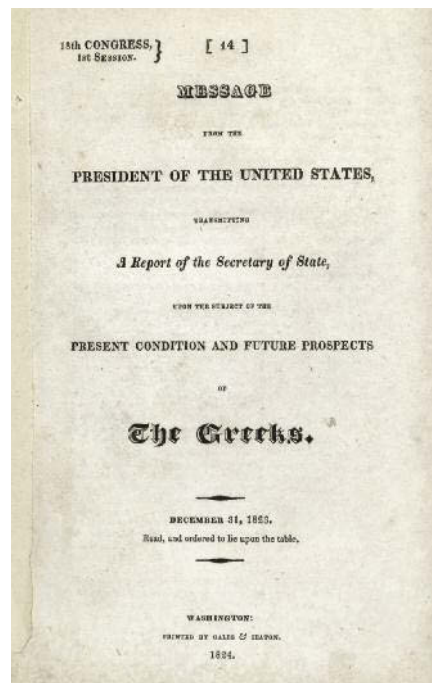 18th CONGRESS,
1st SESSION.
[ 14 ]
MESSAGE
FROM THE
PRESIDENT OF THE UNITED STATES,
TRANSMITTING
A Report of the Secretary of State,
UPON THE SUBJECT OF THE
PRESENT CONDITION AND FUTURE PROSPECTS
OF
The Greeks.
DECEMBER 31, 1823.
Read, and ordered to lie upon the table.
WASHINGTON:
PRINTED BY GALES & SEATON.
1824.